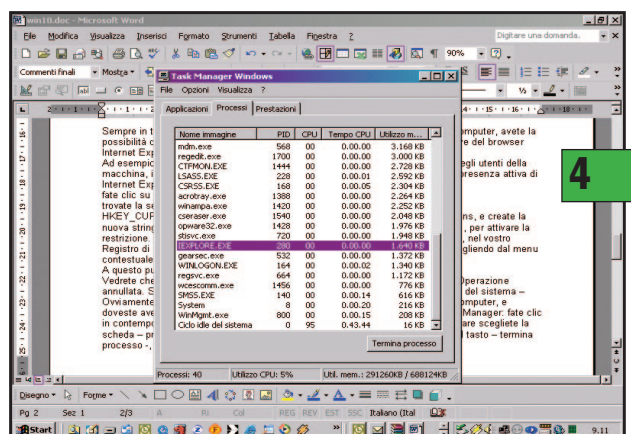 win10.doc - Microsoft Word
File Modifica Visualizza Inserisci Formato Strumenti Tabella Finestra ?
Digitare una domanda.
90%
Commenti finali Mostra
Task Manager Windows
File Opzioni Visualizza ?
Applicazioni Processi Prestazioni
Nome immagine PID CPU Tempo CPU Utilizzo m...
mdm.exe 568 00 0.00.00 3.168 KB
regedit.exe 1700 00 0.00.00 3.000 KB
CTFMON.EXE 1444 00 0.00.00 2.728 KB
LSASS.EXE 228 00 0.00.01 2.592 KB
CSRSS.EXE 168 00 0.00.05 2.304 KB
acrotray.exe 1388 00 0.00.00 2.264 KB
winampa.exe 1420 00 0.00.00 2.252 KB
cseraser.exe 1540 00 0.00.00 2.048 KB
opware32.exe 1428 00 0.00.00 1.976 KB
stisvc.exe 720 00 0.00.00 1.948 KB
IEXPLORE.EXE 280 00 0.00.00 1.640 KB
gearsec.exe 532 00 0.00.00 1.372 KB
WINLOGON.EXE 164 00 0.00.02 1.340 KB
regsvc.exe 664 00 0.00.00 1.172 KB
wcescomm.exe 1456 00 0.00.00 776 KB
SMSS.EXE 140 00 0.00.14 616 KB
System 8 00 0.00.20 216 KB
WinMgmt.exe 800 00 0.00.15 208 KB
Ciclo idle del sistema 0 95 0.43.44 16 KB
Termina processo
Processi: 40 Utilizzo CPU: 5% Util. mem.: 291260KB / 688124KB
Sempre in t
possibilità
Internet Exp
Ad esempio
macchina, i
Internet Exp
fate clic su
trovate la se
HKEY_CUR
nuova string
restrizione.
Registro di
contestuale
A questo pu
Vedrete che
annullata. S
Ovviamente
doveste ave
in contemp
scheda – pr
processo -,
mputer, avete la
e del browser
egli utenti della
presenza attiva di
ns, e create la
, per attivare la
, nel vostro
gliendo dal menu
Operazione
del sistema –
mputer, e
Manager: fate clic
are scegliete la
l tasto – termina
4
Disegno Forme
Pg 2 Sez 1 2/3 A Ri Col REG REV EST SSC Italiano (Ital
Start 9.11